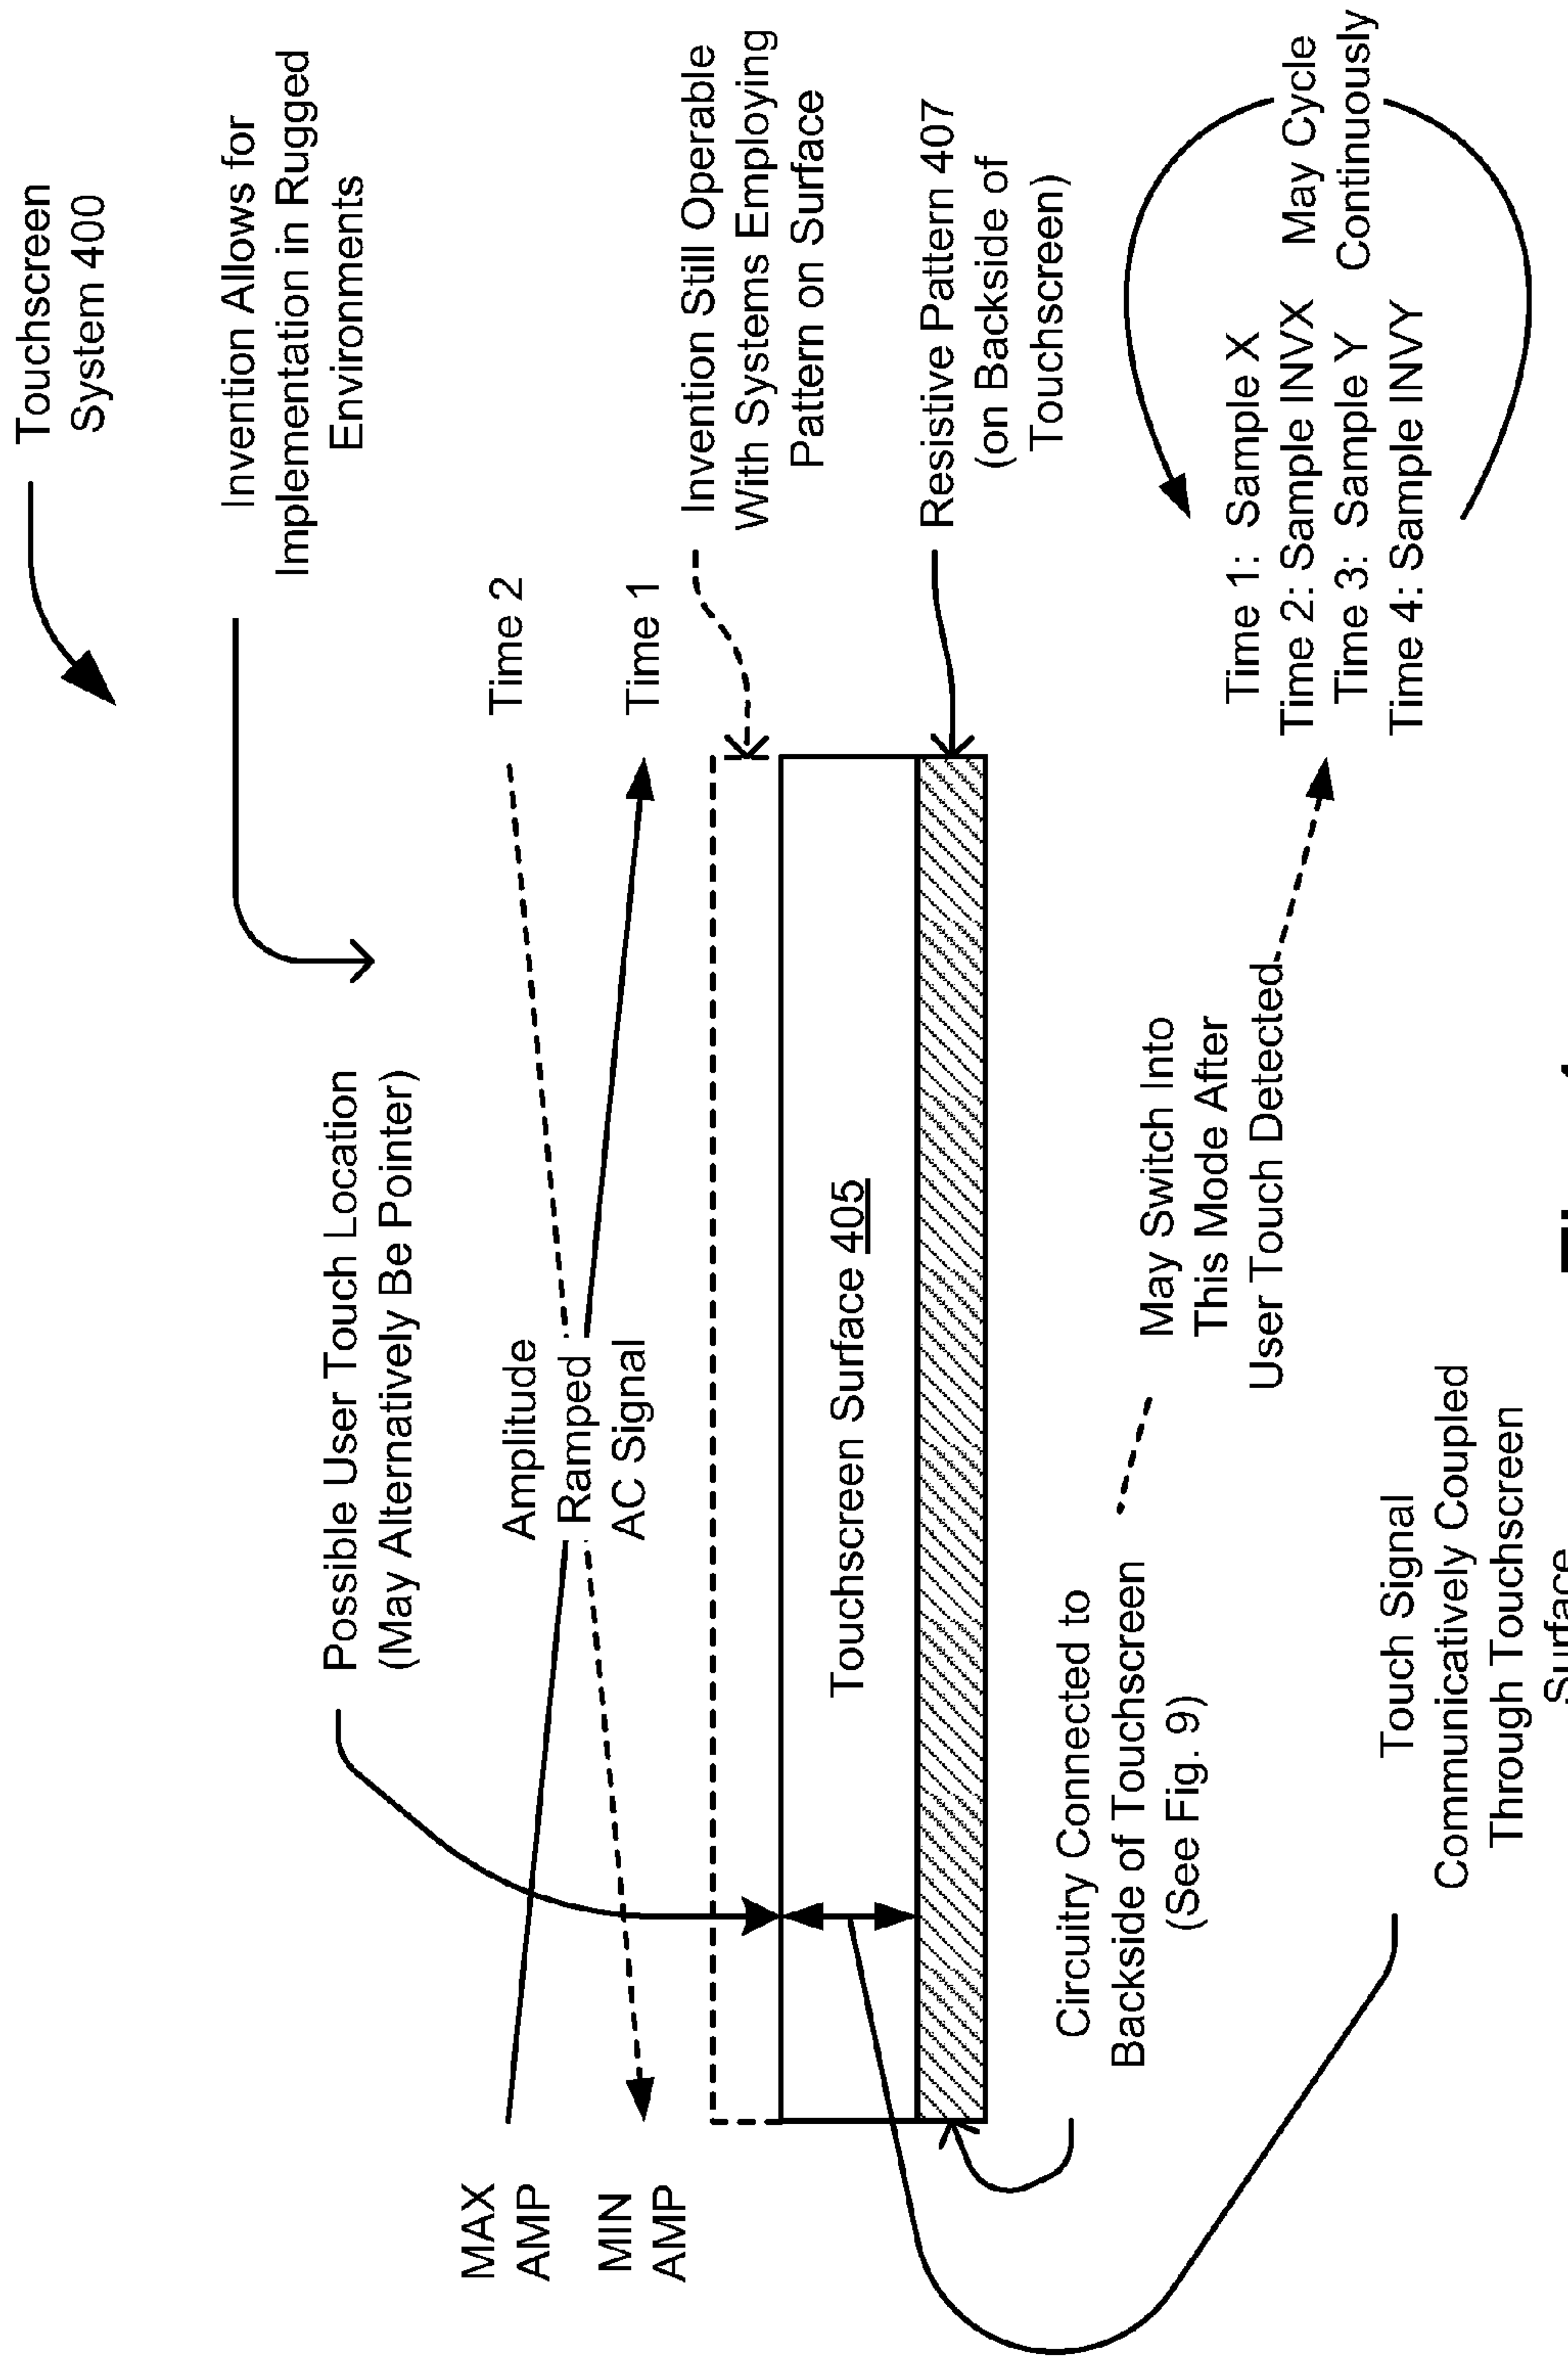 Touchscreen
System 400
Invention Allows for
Implementation in Rugged
Environments
Possible User Touch Location
(May Alternatively Be Pointer)
MAX
AMP
MIN
AMP
Amplitude
Ramped
AC Signal
Time 2
Time 1
Invention Still Operable
With Systems Employing
Pattern on Surface
Touchscreen Surface 405
Resistive Pattern 407
(on Backside of
Touchscreen)
Circuitry Connected to
Backside of Touchscreen
(See Fig. 9)
May Switch Into
This Mode After
User Touch Detected
Time 1: Sample X
Time 2: Sample INVX
Time 3: Sample Y
Time 4: Sample INVY
May Cycle
Continuously
Touch Signal
Communicatively Coupled
Through Touchscreen
Surface